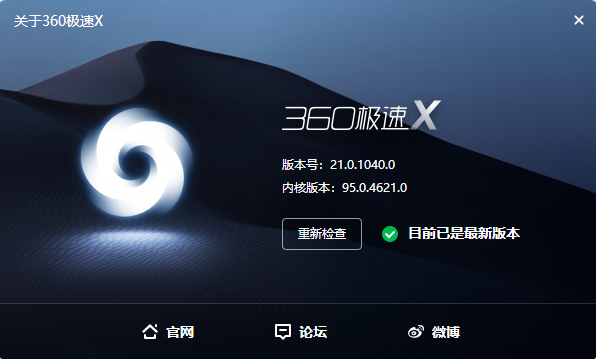 关于360极速X
360极速X
版本号：21.0.1040.0
内核版本：95.0.4621.0
重新检查
目前已是最新版本
官网
论坛
微博